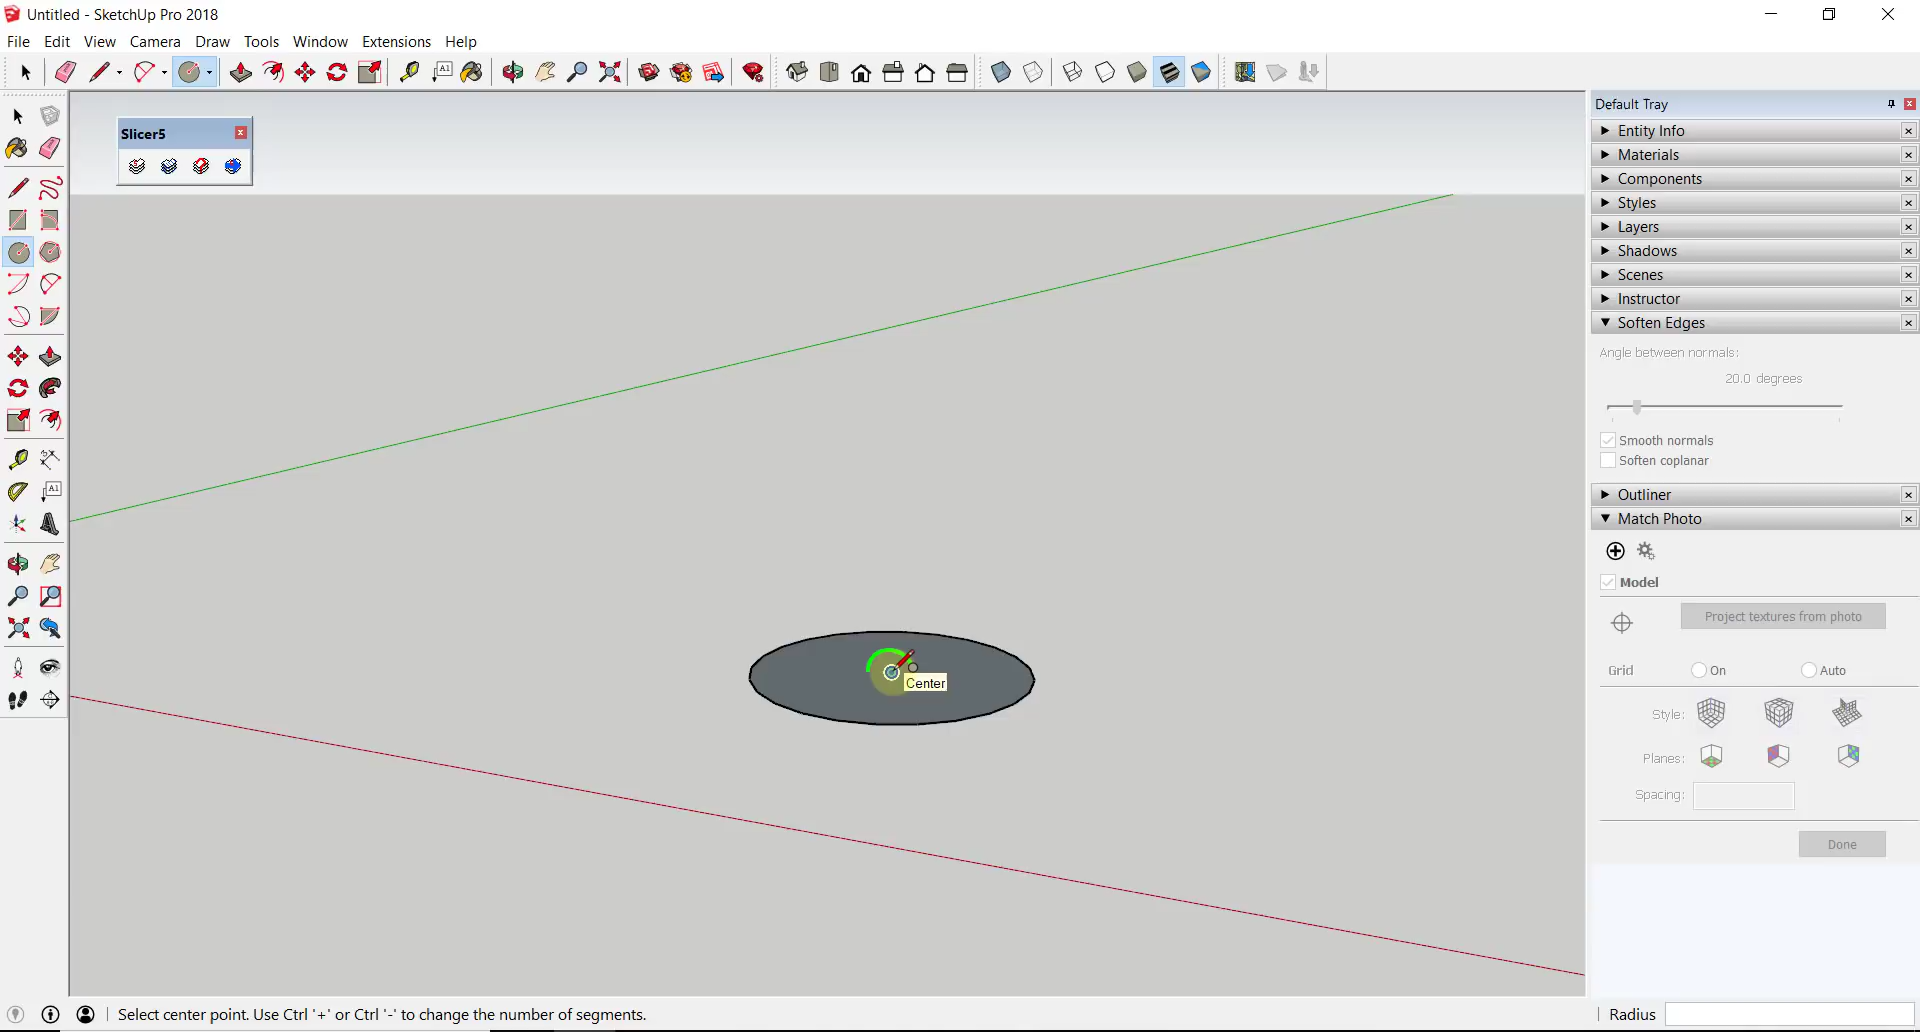 Untitled - SketchUp Pro 2018
File Edit View Camera Draw Tools Window Extensions Help
A1
Slicer5
Default Tray
Entity Info
Materials
Components
Styles
Layers
Shadows
Scenes
Instructor
Soften Edges
Angle between normals:
20.0 degrees
Smooth normals
Soften coplanar
A1
Outliner
Match Photo
Model
Project textures from photo
Grid On Auto
Center
Style:
Planes:
Spacing:
Done
Select center point. Use Ctrl '+' or Ctrl '-' to change the number of segments.
Radius